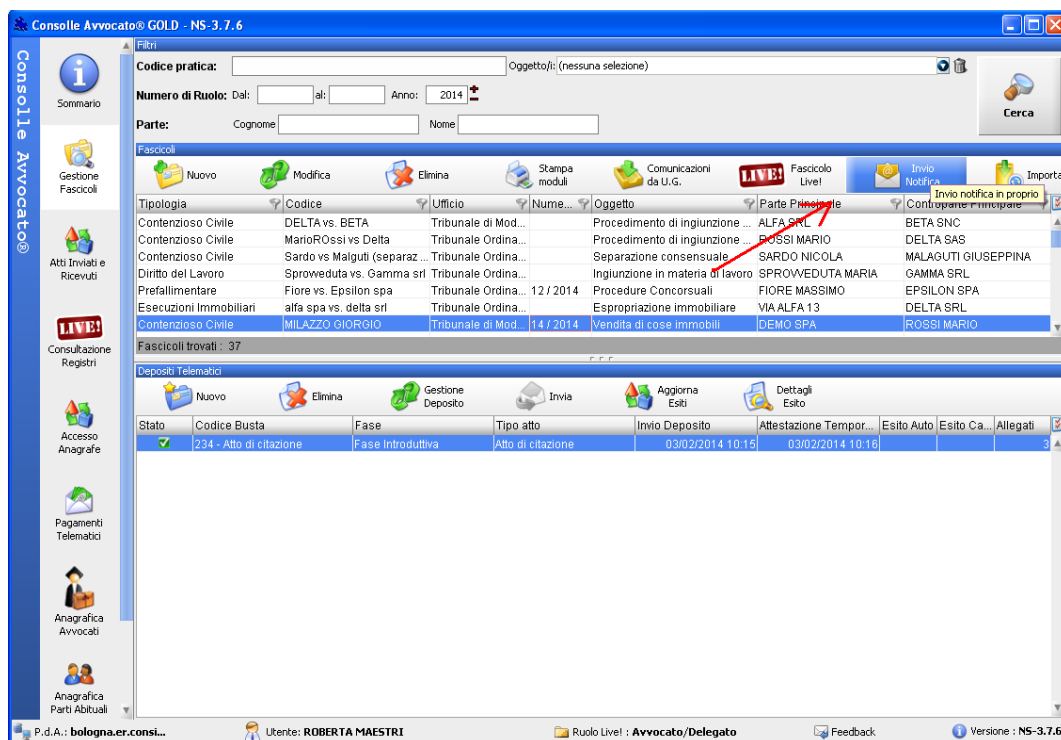 Consolle Avvocato® GOLD - NS-3.7.6
Consolle Avvocato®
Sommario
Gestione
Fascicoli
Atti Inviati e
Ricevuti
LIVE!
Consultazione
Registri
Accesso
Anagrafe
Pagamenti
Telematici
Anagrafica
Avvocati
Anagrafica
Parti Abituali
Filtri
Codice pratica: Oggetto/i: (nessuna selezione)
Numero di Ruolo: Dal: al: Anno: 2014
Parte: Cognome Nome
Cerca
Fascicoli
Nuovo Modifica Elimina Stampa moduli Comunicazioni da U.G. LIVE! Fascicolo Live! Invio Notifica Importa
Invio notifica in proprio
Tipologia Codice Ufficio Nume... Oggetto Parte Principale Controparte Principale
Contenzioso Civile DELTA vs. BETA Tribunale di Mod... Procedimento di ingiunzione ... ALFA SRL BETA SNC
Contenzioso Civile MarioROssi vs Delta Tribunale Ordina... Procedimento di ingiunzione ... ROSSI MARIO DELTA SAS
Contenzioso Civile Sardo vs Malguti (separaz ... Tribunale Ordina... Separazione consensuale SARDO NICOLA MALAGUTI GIUSEPPINA
Diritto del Lavoro Sprovveduta vs. Gamma srl Tribunale Ordina... Ingiunzione in materia di lavoro SPROVVEDUTA MARIA GAMMA SRL
Prefallimentare Fiore vs. Epsilon spa Tribunale Ordina... 12 / 2014 Procedure Concorsuali FIORE MASSIMO EPSILON SPA
Esecuzioni Immobiliari alfa spa vs. delta srl Tribunale Ordina... Espropriazione immobiliare VIA ALFA 13 DELTA SRL
Contenzioso Civile MILAZZO GIORGIO Tribunale di Mod... 14 / 2014 Vendita di cose immobili DEMO SPA ROSSI MARIO
Fascicoli trovati : 37
Depositi Telematici
Nuovo Elimina Gestione Deposito Invia Aggiorna Esiti Dettagli Esito
Stato Codice Busta Fase Tipo atto Invio Deposito Attestazione Tempor... Esito Auto Esito Ca... Allegati
234 - Atto di citazione Fase Introduttiva Atto di citazione 03/02/2014 10:15 03/02/2014 10:16 3
P.d.A.: bologna.er.consi... Utente: ROBERTA MAESTRI Ruolo Live! : Avvocato/Delegato Feedback Versione : NS-3.7.6